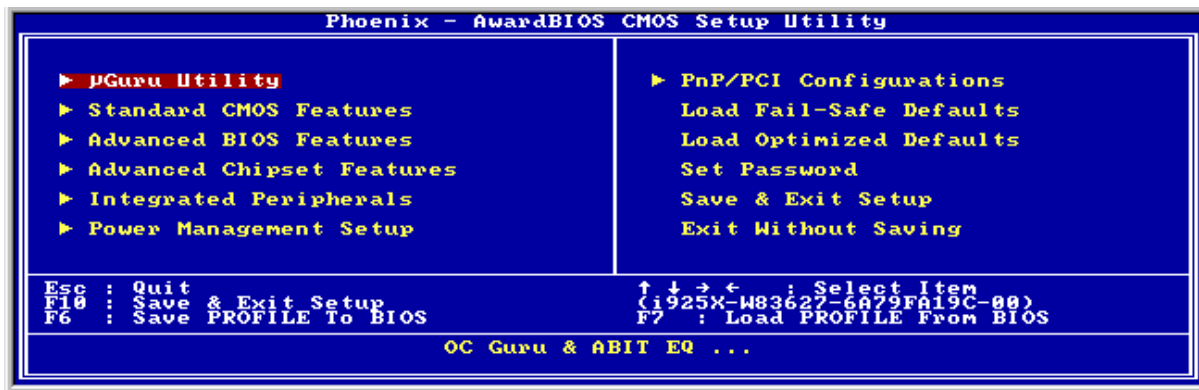 Phoenix - AwardBIOS CMOS Setup Utility
► µGuru Utility
► Standard CMOS Features
► Advanced BIOS Features
► Advanced Chipset Features
► Integrated Peripherals
► Power Management Setup
► PnP/PCI Configurations
Load Fail-Safe Defaults
Load Optimized Defaults
Set Password
Save & Exit Setup
Exit Without Saving
Esc : Quit
F10 : Save & Exit Setup
F6 : Save PROFILE To BIOS
↑ ↓ → ← : Select Item
(i925X-W83627-6A79FA19C-00)
F7 : Load PROFILE From BIOS
OC Guru & ABIT EQ ...